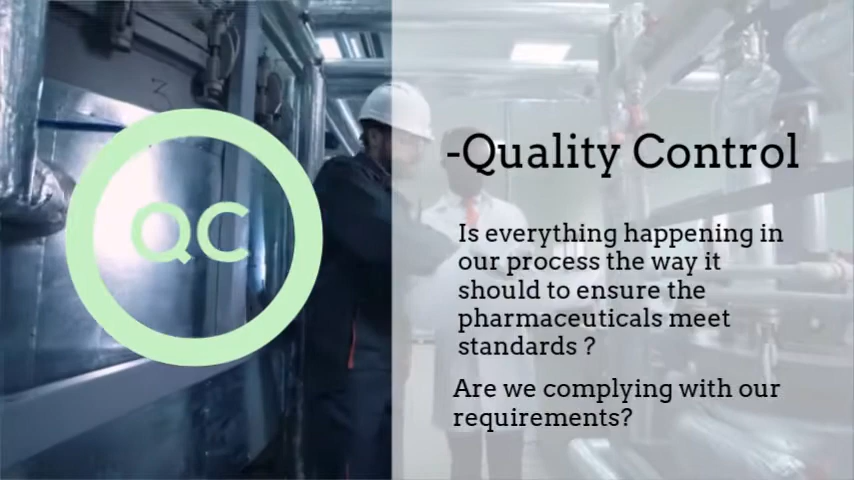 QC
-Quality Control
Is everything happening in
our process the way it
should to ensure the
pharmaceuticals meet
standards ?
Are we complying with our
requirements?